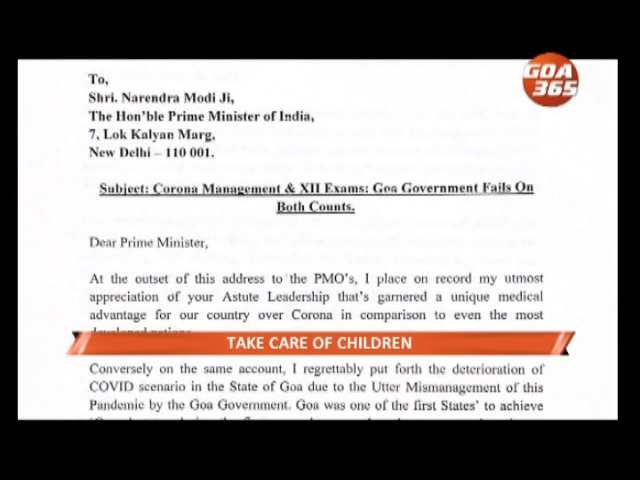 GOA
365
To,
Shri. Narendra Modi Ji,
The Hon'ble Prime Minister of India,
7, Lok Kalyan Marg,
New Delhi – 110 001.
Subject: Corona Management & XII Exams: Goa Government Fails On
Both Counts.
Dear Prime Minister,
At the outset of this address to the PMO's, I place on record my utmost
appreciation of your Astute Leadership that's garnered a unique medical
advantage for our country over Corona in comparison to even the most
TAKE CARE OF CHILDREN
Conversely on the same account, I regrettably put forth the deterioration of
COVID scenario in the State of Goa due to the Utter Mismanagement of this
Pandemic by the Goa Government. Goa was one of the first States' to achieve